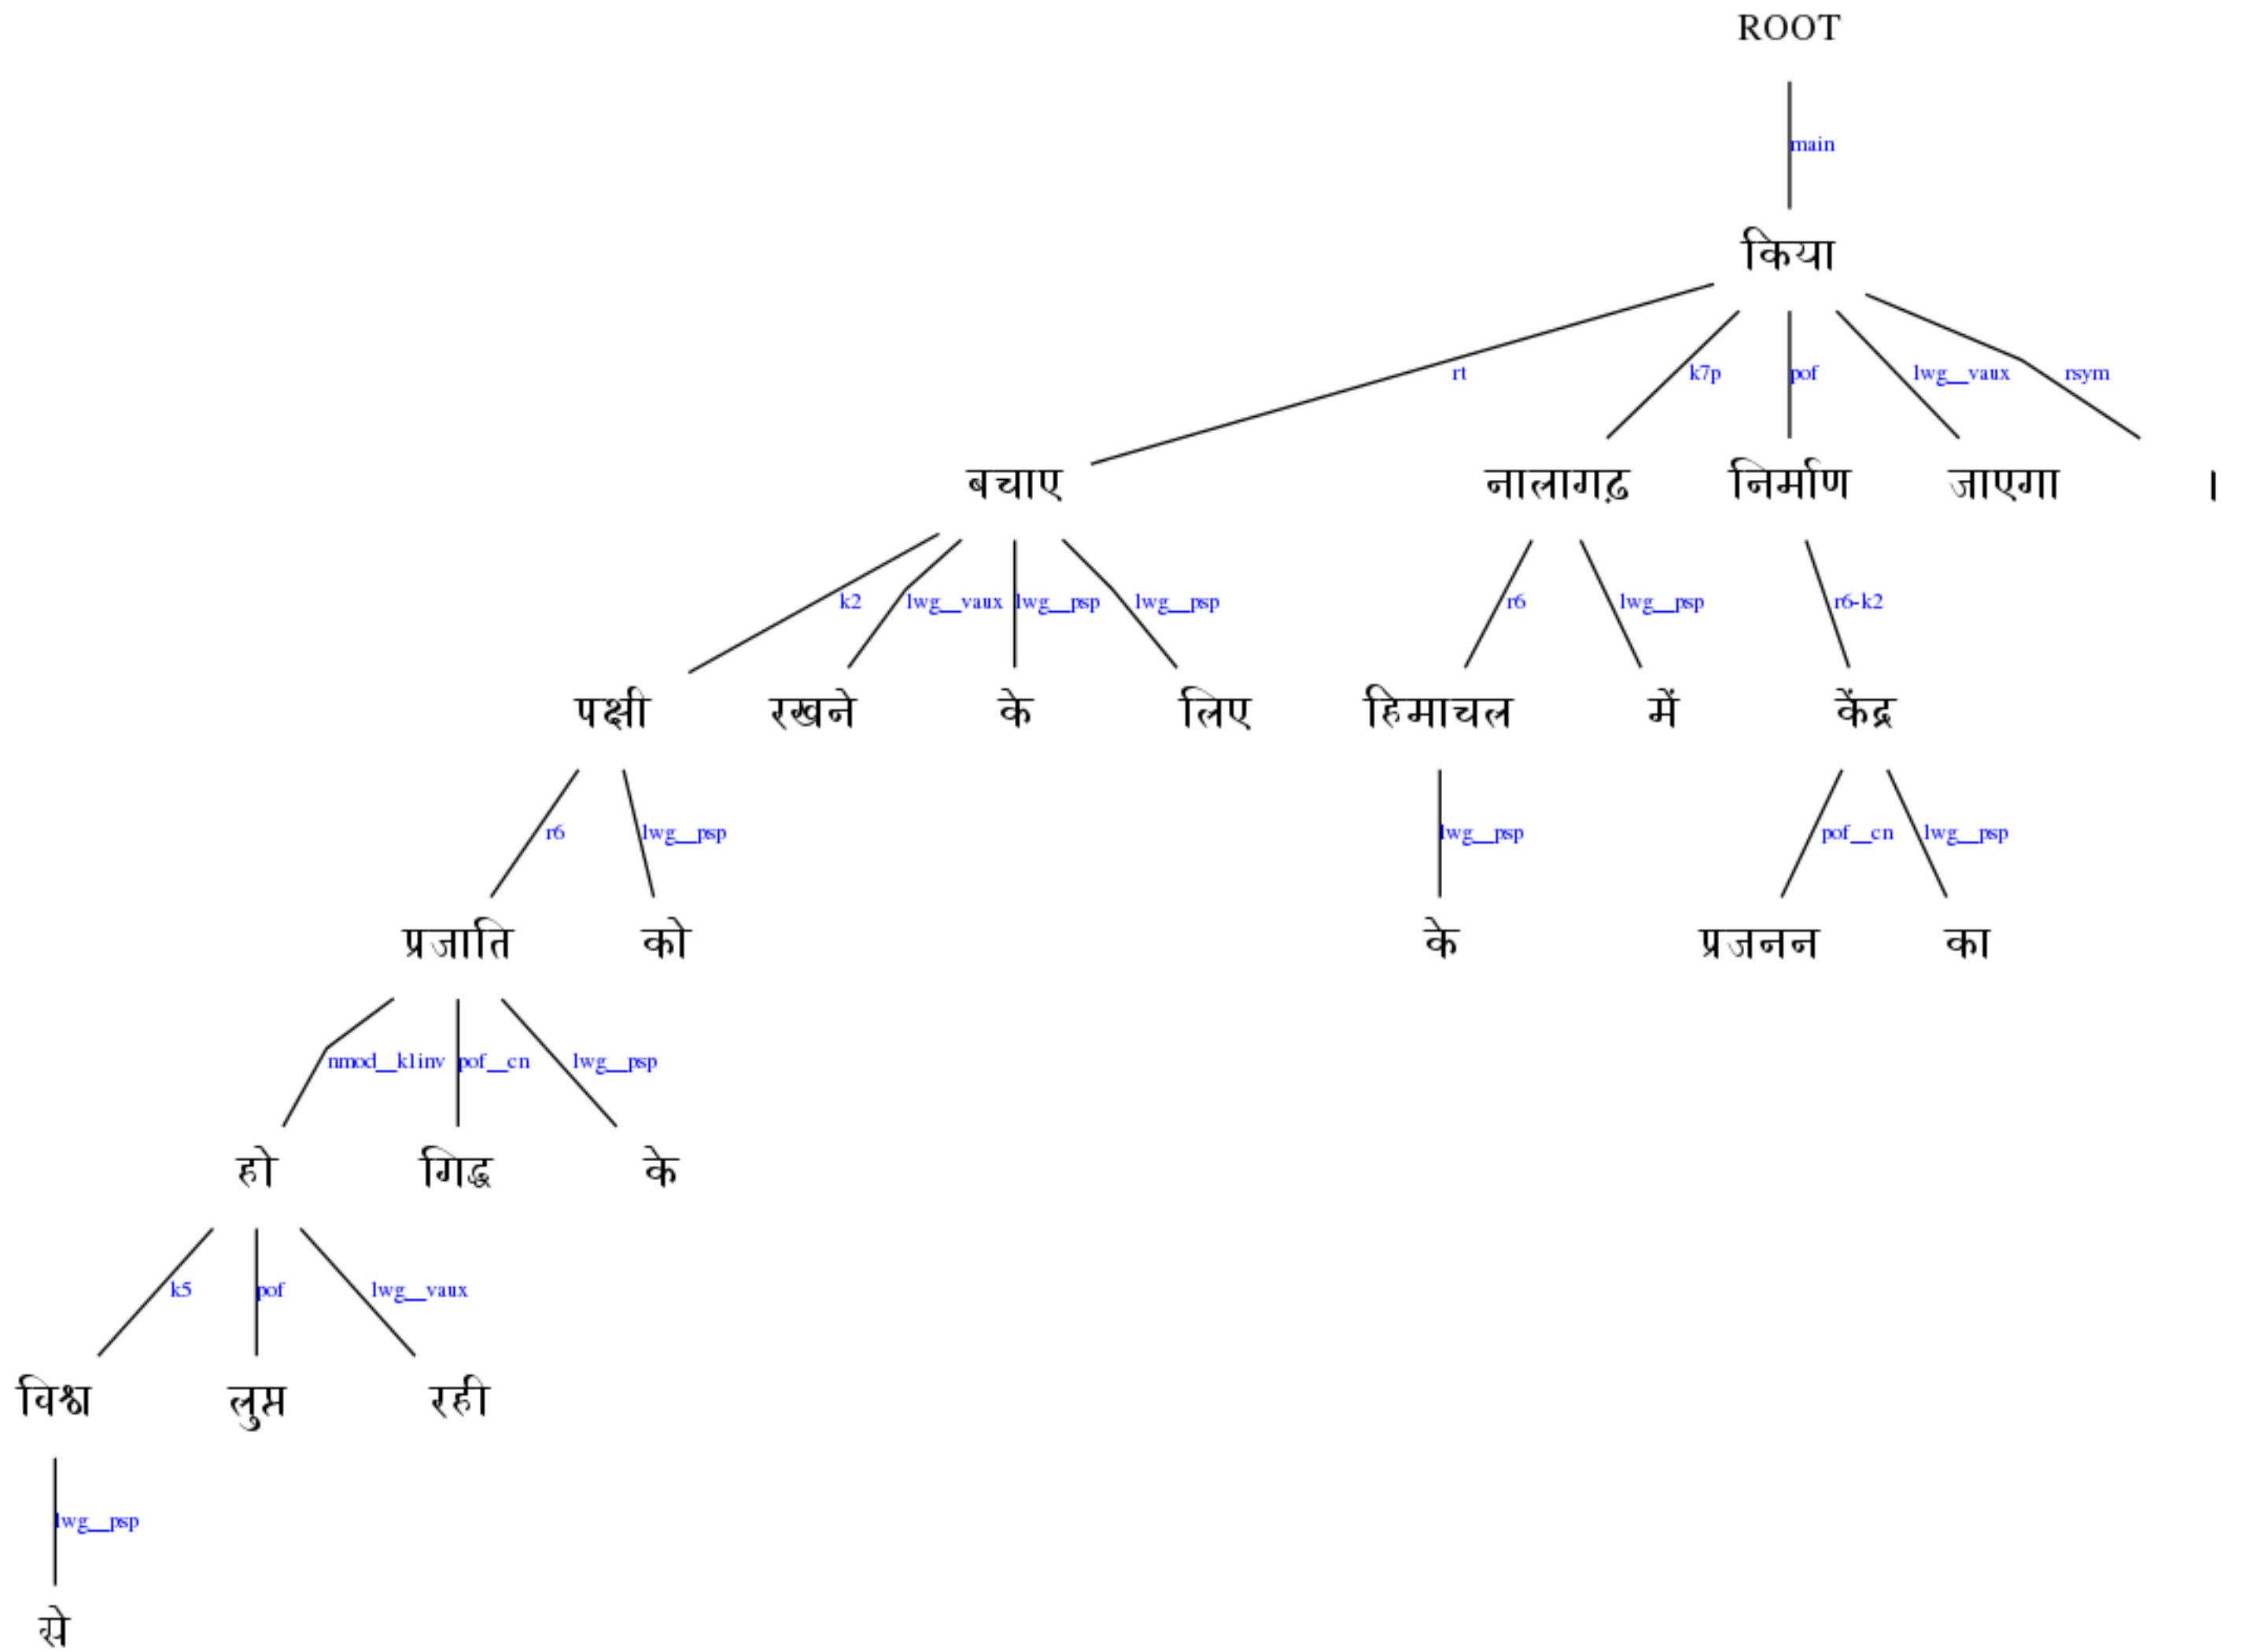 ROOT
main
किया
rt k7p pof lwg__vaux rsym
बचाए नालागढ़ निर्माण जाएगा ।
k2 lwg__vaux lwg__psp lwg__psp r6 lwg__psp r6-k2
पक्षी रखने के लिए हिमाचल में केंद्र
r6 lwg__psp lwg__psp pof__cn lwg__psp
प्रजाति को के प्रजनन का
nmod__k1inv pof__cn lwg__psp
हो गिद्ध के
k5 pof lwg__vaux
विश्व लुप्त रही
lwg__psp
से